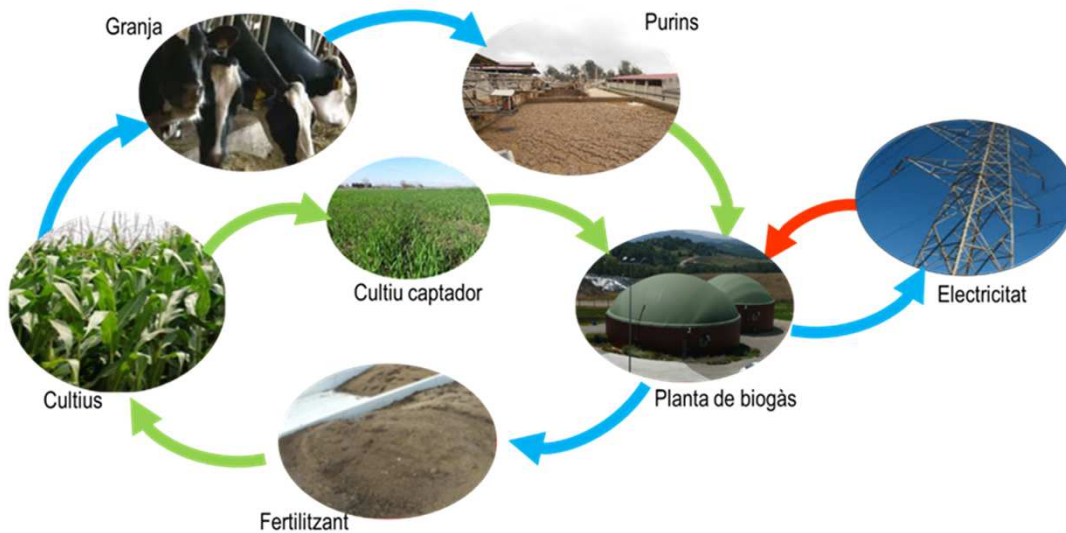 Granja
Purins
Cultiu captador
Electricitat
Cultius
Planta de biogàs
Fertilitzant